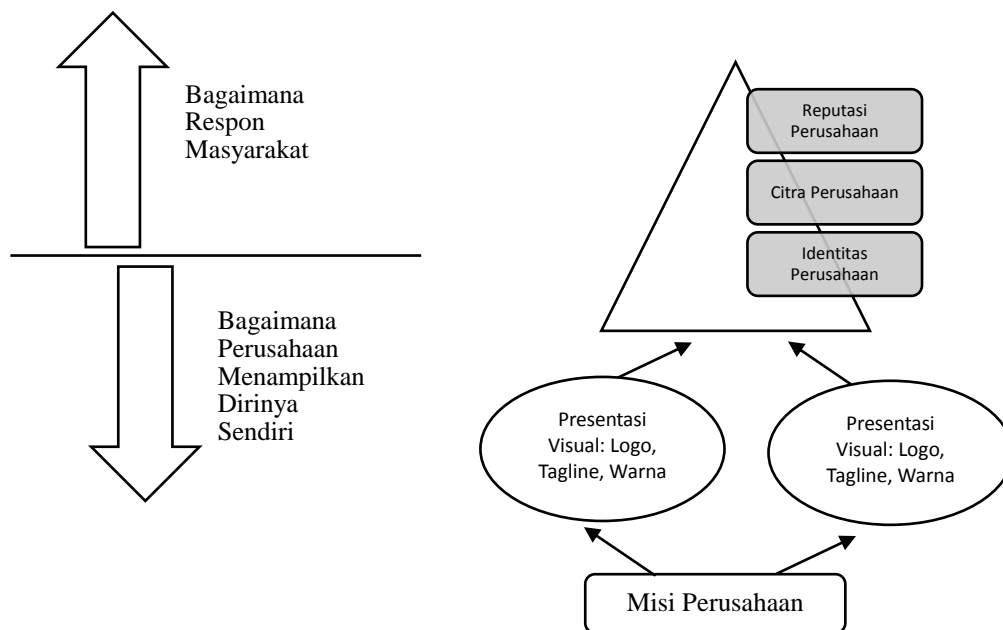 Bagaimana
Respon
Masyarakat
Bagaimana
Perusahaan
Menampilkan
Dirinya
Sendiri
Reputasi
Perusahaan
Citra Perusahaan
Identitas
Perusahaan
Presentasi
Visual: Logo,
Tagline, Warna
Presentasi
Visual: Logo,
Tagline, Warna
Misi Perusahaan